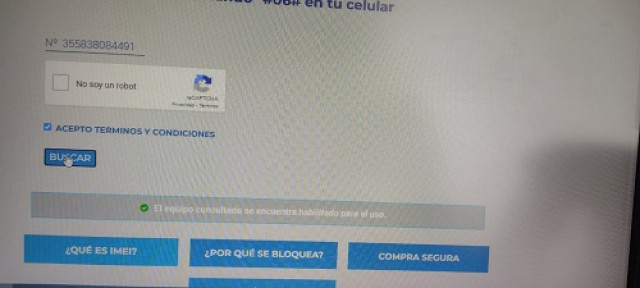 *#06# en tu celular
Nº 355838084491
No soy un robot
reCAPTCHA
Privacidad - Términos
ACEPTO TERMINOS Y CONDICIONES
BUSCAR
El equipo consultado se encuentra habilitado para el uso.
¿QUÉ ES IMEI?
¿POR QUÉ SE BLOQUEA?
COMPRA SEGURA